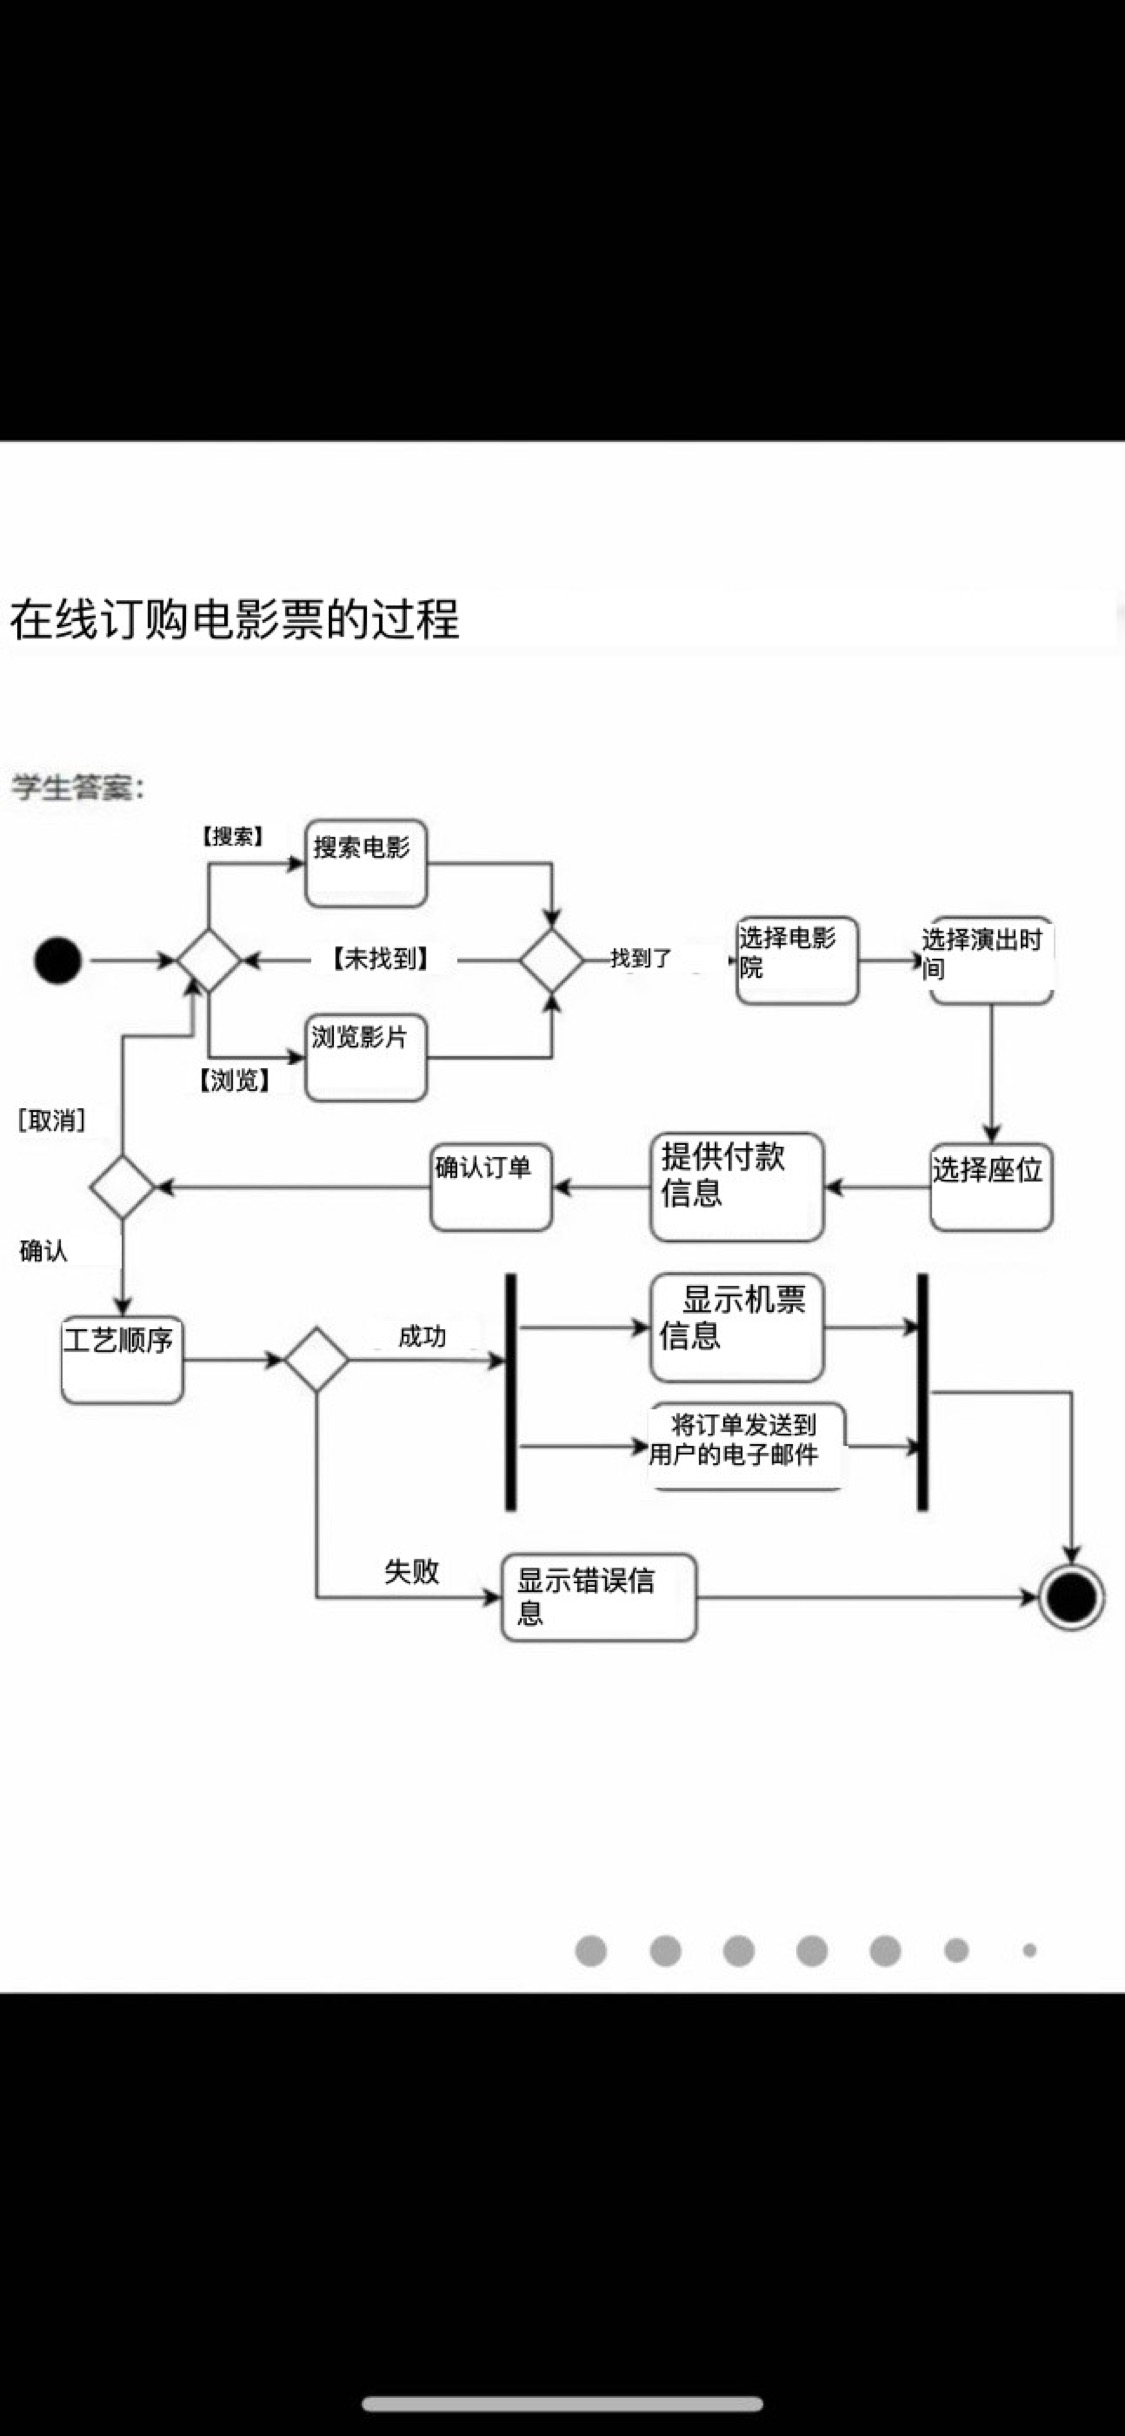 在线订购电影票的过程
学生答案：
【搜索】
搜索电影
【未找到】
找到了
选择电影
院
选择演出时
间
浏览影片
【浏览】
[取消]
确认订单
提供付款
信息
选择座位
确认
工艺顺序
成功
显示机票
信息
将订单发送到
用户的电子邮件
失败
显示错误信
息